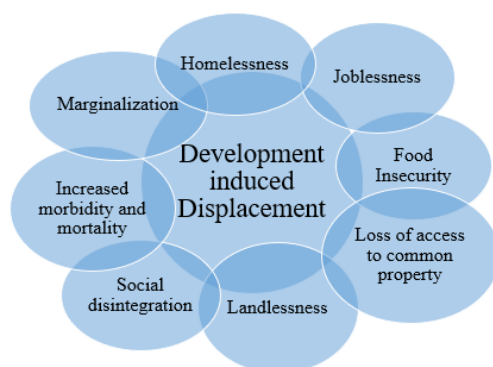 Homelessness
Joblessness
Marginalization
Development
induced
Displacement
Food
Insecurity
Increased
morbidity and
mortality
Loss of access
to common
property
Social
disintegration
Landlessness